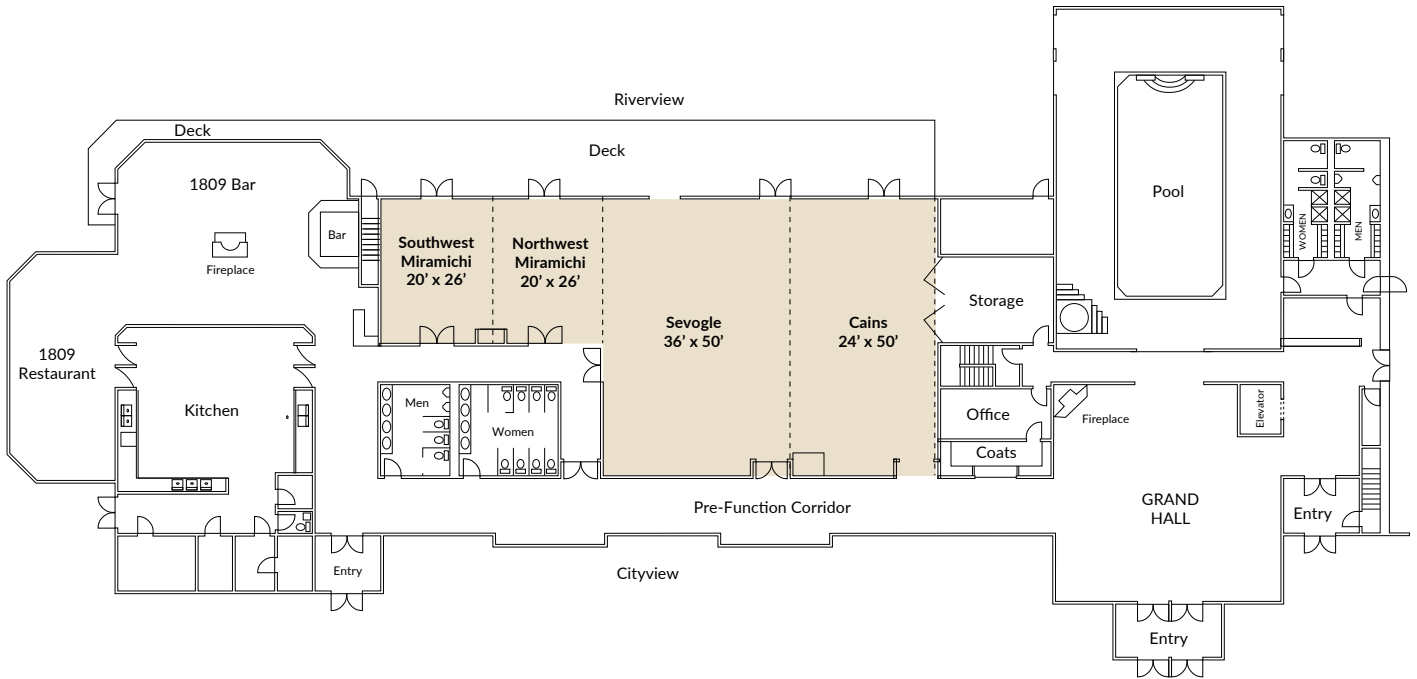 Riverview
Deck
Deck
1809 Bar
Bar
Fireplace
Southwest
Miramichi
20’ x 26’
Northwest
Miramichi
20’ x 26’
Sevogle
36’ x 50’
Cains
24’ x 50’
Storage
Pool
WOMEN
MEN
1809
Restaurant
Kitchen
Men
Women
Office
Coats
Fireplace
Elevator
Pre-Function Corridor
GRAND
HALL
Entry
Entry
Cityview
Entry